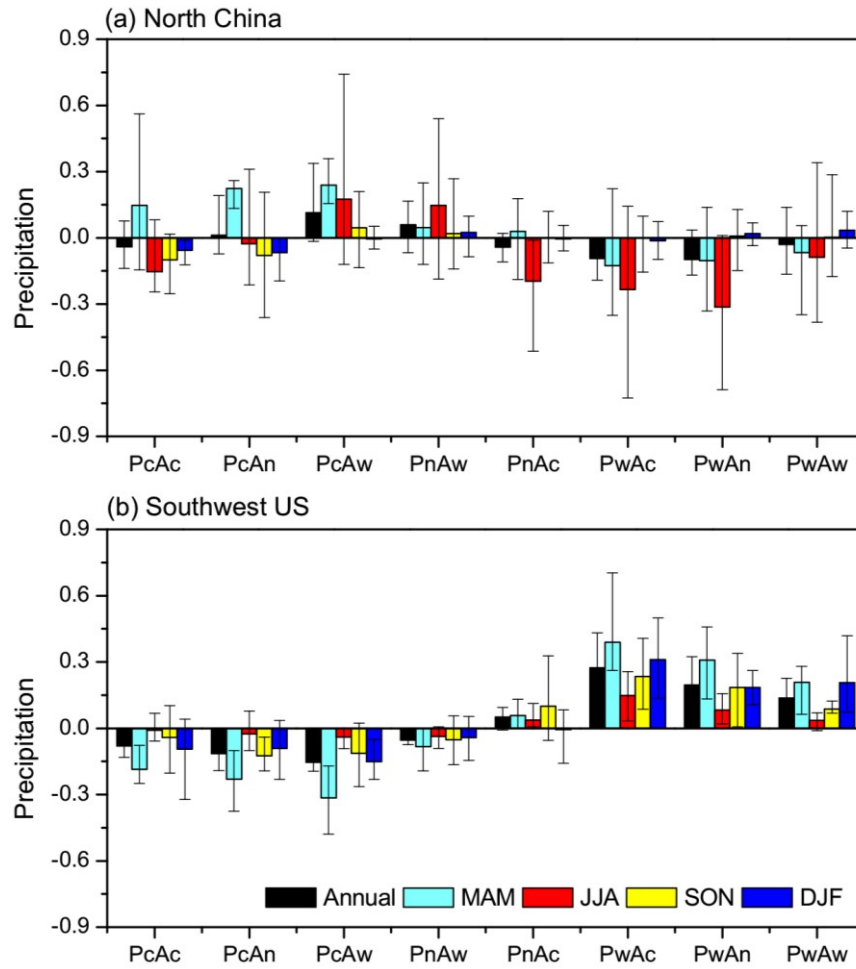 (a) North China
Precipitation
0.9
0.6
0.3
0.0
-0.3
-0.6
-0.9
PcAc PcAn PcAw PnAw PnAc PwAc PwAn PwAw
(b) Southwest US
Precipitation
0.9
0.6
0.3
0.0
-0.3
-0.6
-0.9
Annual MAM JJA SON DJF
PcAc PcAn PcAw PnAw PnAc PwAc PwAn PwAw